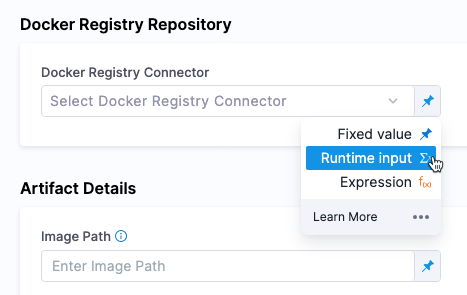 Docker Registry Repository
Docker Registry Connector
Select Docker Registry Connector
Fixed value
Runtime input
Expression f(x)
Learn More
Artifact Details
Image Path
Enter Image Path